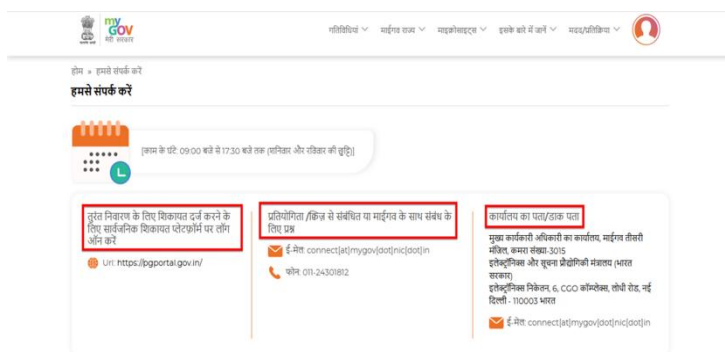 my
GOV
मेरी सरकार
गतिविधियां
माईगव राज्य
माइक्रोसाइट्स
इसके बारे में जानें
मदद/प्रतिक्रिया
होम » हमसे संपर्क करें
हमसे संपर्क करें
[काम के घंटे: 09:00 बजे से 17:30 बजे तक (शनिवार और रविवार की छुट्टी)]
तुरंत निवारण के लिए शिकायत दर्ज करने के
लिए सार्वजनिक शिकायत प्लेटफ़ॉर्म पर लॉग
ऑन करें
Url: https://pgportal.gov.in/
प्रतियोगिता /क्विज़ से संबंधित या माईगव के साथ संबंध के
लिए प्रश्न
ई-मेल: connect[at]mygov[dot]nic[dot]in
फोन: 011-24301812
कार्यालय का पता/डाक पता
मुख्य कार्यकारी अधिकारी का कार्यालय, माईगव तीसरी
मंजिल, कमरा संख्या-3015
इलेक्ट्रॉनिक्स और सूचना प्रौद्योगिकी मंत्रालय (भारत
सरकार)
इलेक्ट्रॉनिक्स निकेतन, 6, CGO कॉम्प्लेक्स, लोधी रोड, नई
दिल्ली - 110003 भारत
ई-मेल: connect[at]mygov[dot]nic[dot]in